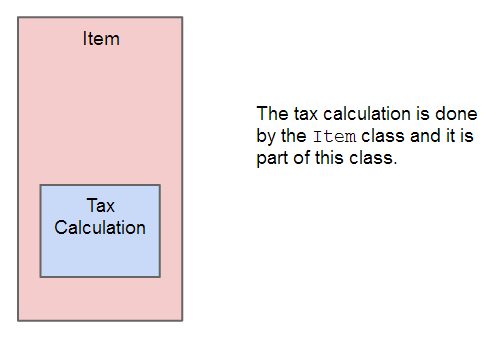 Item
Tax
Calculation
The tax calculation is done
by the Item class and it is
part of this class.